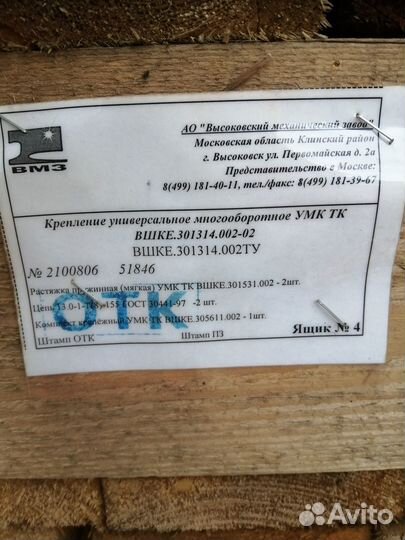 АО "Высоковский механический завод"
Московская область Клинский район
г. Высоковск ул. Первомайская д. 2а
Представительство в Москве:
8(499) 181-40-11, тел./факс: 8(499) 181-39-67
ВМЗ
Крепление универсальное многооборотное УМК ТК
ВШКЕ.301314.002-02
ВШКЕ.301314.002ТУ
№ 2100806 51846
Растяжка пружинная (мягкая) УМК ТК ВШКЕ.301531.002 - 2шт.
Цепь 13.0-1-Т(8)-155 ГОСТ 30441-97 -2 шт.
Комплект крепёжный УМК ТК ВШКЕ.305611.002 - 1шт.
ОТК
Ящик № 4
Штамп ОТК Штамп ПЗ
Avito